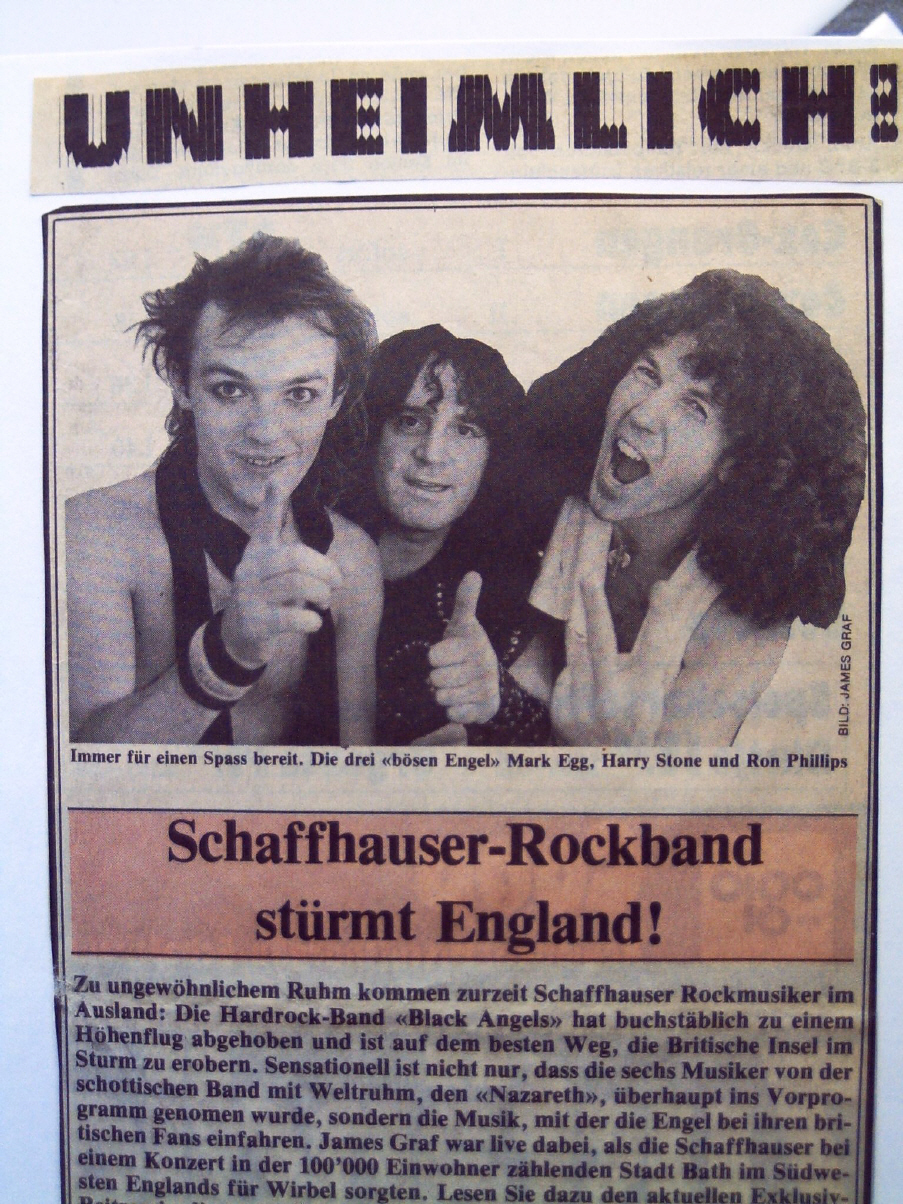 UNHEIMLICH!
BILD: JAMES GRAF
Immer für einen Spass bereit. Die drei «bösen Engel» Mark Egg, Harry Stone und Ron Phillips
Schaffhauser-Rockband
stürmt England!
Zu ungewöhnlichem Ruhm kommen zurzeit Schaffhauser Rockmusiker im
Ausland: Die Hardrock-Band «Black Angels» hat buchstäblich zu einem
Höhenflug abgehoben und ist auf dem besten Weg, die Britische Insel im
Sturm zu erobern. Sensationell ist nicht nur, dass die sechs Musiker von der
schottischen Band mit Weltruhm, den «Nazareth», überhaupt ins Vorpro-
gramm genomen wurde, sondern die Musik, mit der die Engel bei ihren bri-
tischen Fans einfahren. James Graf war live dabei, als die Schaffhauser bei
einem Konzert in der 100'000 Einwohner zählenden Stadt Bath im Südwe-
sten Englands für Wirbel sorgten. Lesen Sie dazu den aktuellen Exklusiv-